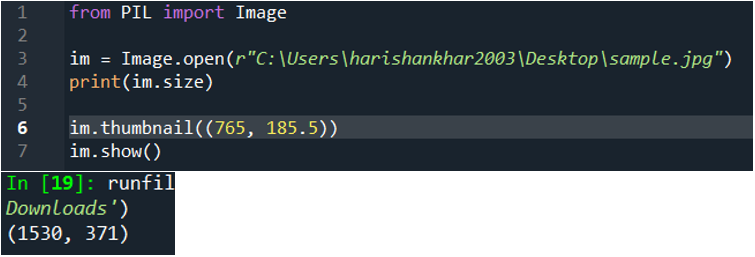 1 from PIL import Image
2
3 im = Image.open(r"C:\Users\harishankhar2003\Desktop\sample.jpg")
4 print(im.size)
5
6 im.thumbnail((765, 185.5))
7 im.show()
In [19]: runfil
Downloads')
(1530, 371)